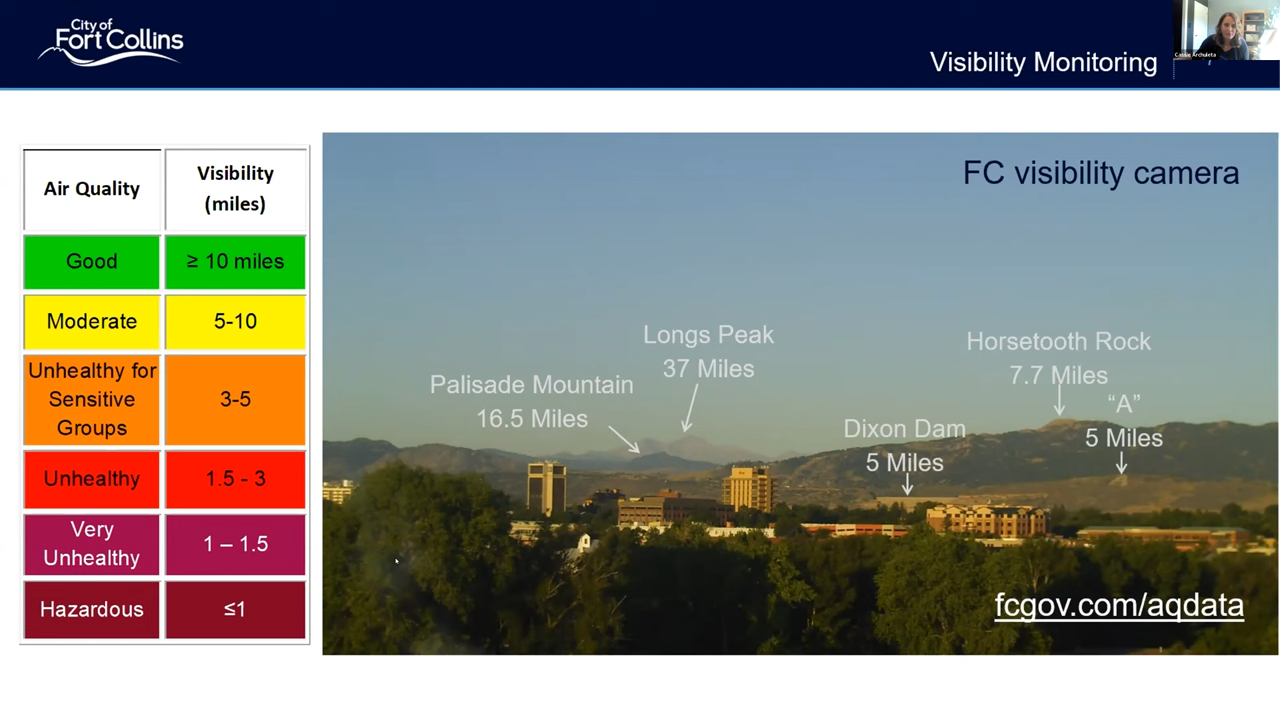 City of
Fort Collins
Visibility Monitoring
Cassie Archuleta
Air Quality
Visibility
(miles)
Good
≥ 10 miles
Moderate
5-10
Unhealthy for
Sensitive
Groups
3-5
Unhealthy
1.5 - 3
Very
Unhealthy
1 – 1.5
Hazardous
≤1
FC visibility camera
Longs Peak
37 Miles
Palisade Mountain
16.5 Miles
Horsetooth Rock
7.7 Miles
“A”
5 Miles
Dixon Dam
5 Miles
fcgov.com/aqdata